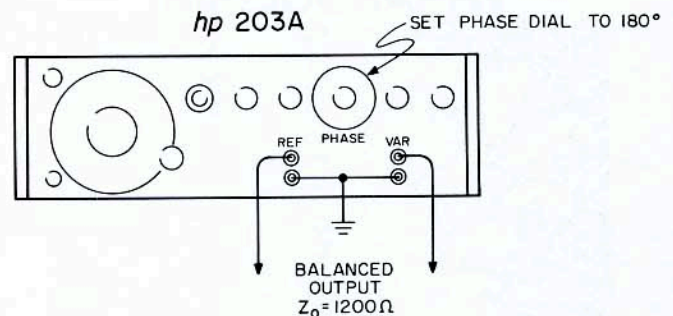 hp 203A
SET PHASE DIAL TO 180°
REF
PHASE
VAR
BALANCED
OUTPUT
Z₀ = 1200Ω